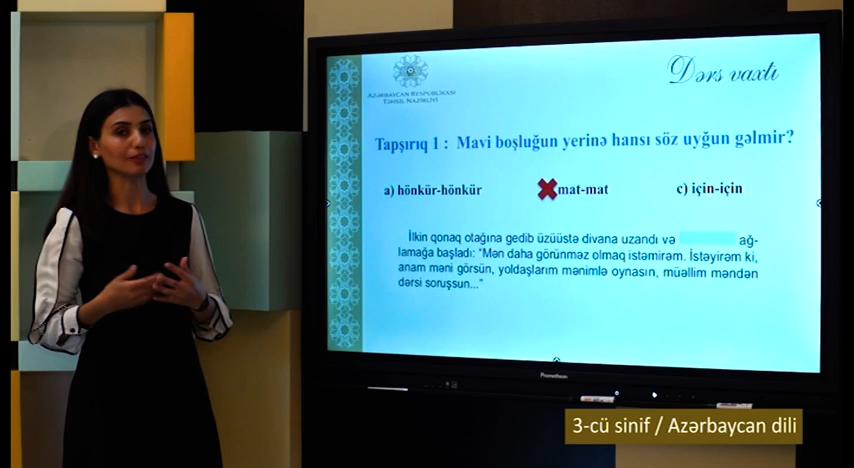 Dərs vaxtı
AZƏRBAYCAN RESPUBLİKASI
TƏHSİL NAZİRLİYİ
Tapşırıq 1 : Mavi boşluğun yerinə hansı söz uyğun gəlmir?
a) hönkür-hönkür
mat-mat
c) için-için
İlkin qonaq otağına gedib üzüüstə divana uzandı və ağ-
lamağa başladı: "Mən daha görünməz olmaq istəmirəm. İstəyirəm ki,
anam məni görsün, yoldaşlarım mənimlə oynasın, müəllim məndən
dərsi soruşsun..."
Promethean
3-cü sinif / Azərbaycan dili